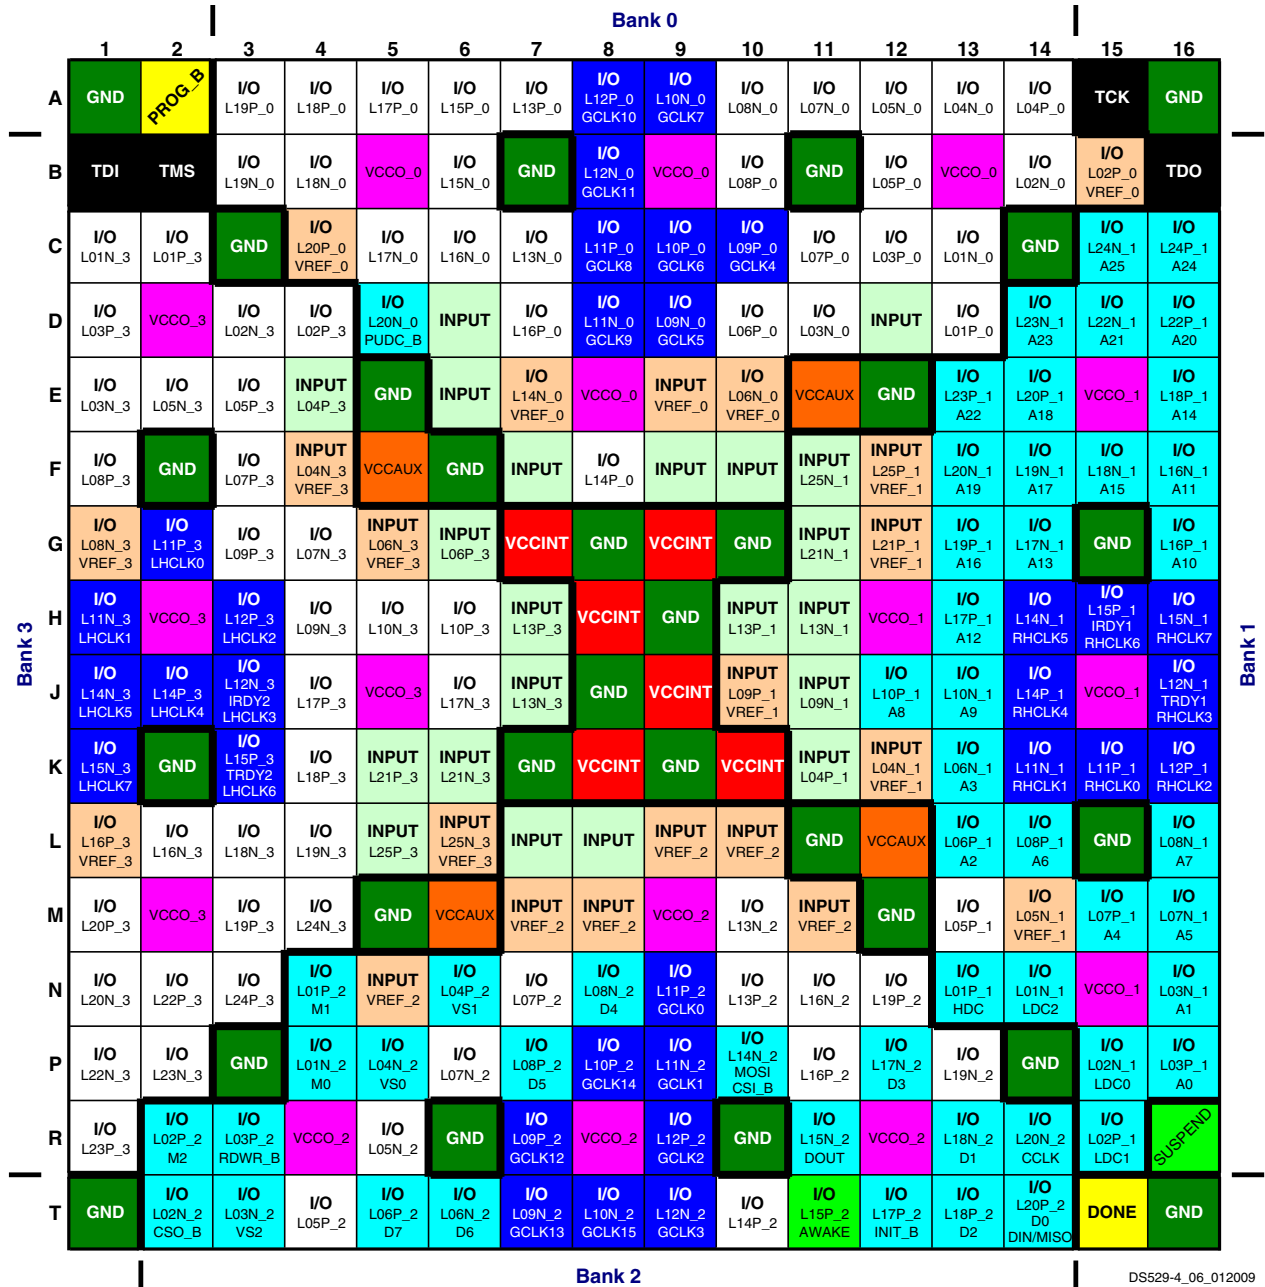 Bank 0
1 2 3 4 5 6 7 8 9 10 11 12 13 14 15 16
A GND PROG_B I/O L19P_0 I/O L18P_0 I/O L17P_0 I/O L15P_0 I/O L13P_0 I/O L12P_0 GCLK10 I/O L10N_0 GCLK7 I/O L08N_0 I/O L07N_0 I/O L05N_0 I/O L04N_0 I/O L04P_0 TCK GND
B TDI TMS I/O L19N_0 I/O L18N_0 VCCO_0 I/O L15N_0 GND I/O L12N_0 GCLK11 VCCO_0 I/O L08P_0 GND I/O L05P_0 VCCO_0 I/O L02N_0 I/O L02P_0 VREF_0 TDO
C I/O L01N_3 I/O L01P_3 GND I/O L20P_0 VREF_0 I/O L17N_0 I/O L16N_0 I/O L13N_0 I/O L11P_0 GCLK8 I/O L10P_0 GCLK6 I/O L09P_0 GCLK4 I/O L07P_0 I/O L03P_0 I/O L01N_0 GND I/O L24N_1 A25 I/O L24P_1 A24
D I/O L03P_3 VCCO_3 I/O L02N_3 I/O L02P_3 I/O L20N_0 PUDC_B INPUT I/O L16P_0 I/O L11N_0 GCLK9 I/O L09N_0 GCLK5 I/O L06P_0 I/O L03N_0 INPUT I/O L01P_0 I/O L23N_1 A23 I/O L22N_1 A21 I/O L22P_1 A20
E I/O L03N_3 I/O L05N_3 I/O L05P_3 INPUT L04P_3 GND INPUT I/O L14N_0 VREF_0 VCCO_0 INPUT VREF_0 I/O L06N_0 VREF_0 VCCAUX GND I/O L23P_1 A22 I/O L20P_1 A18 VCCO_1 I/O L18P_1 A14
F I/O L08P_3 GND I/O L07P_3 INPUT L04N_3 VREF_3 VCCAUX GND INPUT I/O L14P_0 INPUT INPUT INPUT L25N_1 INPUT L25P_1 VREF_1 I/O L20N_1 A19 I/O L19N_1 A17 I/O L18N_1 A15 I/O L16N_1 A11
G I/O L08N_3 VREF_3 I/O L11P_3 LHCLK0 I/O L09P_3 I/O L07N_3 INPUT L06N_3 VREF_3 INPUT L06P_3 VCCINT GND VCCINT GND INPUT L21N_1 INPUT L21P_1 VREF_1 I/O L19P_1 A16 I/O L17N_1 A13 GND I/O L16P_1 A10
H I/O L11N_3 LHCLK1 VCCO_3 I/O L12P_3 LHCLK2 I/O L09N_3 I/O L10N_3 I/O L10P_3 INPUT L13P_3 VCCINT GND INPUT L13P_1 INPUT L13N_1 VCCO_1 I/O L17P_1 A12 I/O L14N_1 RHCLK5 I/O L15P_1 IRDY1 RHCLK6 I/O L15N_1 RHCLK7
Bank 3
Bank 1
J I/O L14N_3 LHCLK5 I/O L14P_3 LHCLK4 I/O L12N_3 IRDY2 LHCLK3 I/O L17P_3 VCCO_3 I/O L17N_3 INPUT L13N_3 GND VCCINT INPUT L09P_1 VREF_1 INPUT L09N_1 I/O L10P_1 A8 I/O L10N_1 A9 I/O L14P_1 RHCLK4 VCCO_1 I/O L12N_1 TRDY1 RHCLK3
K I/O L15N_3 LHCLK7 GND I/O L15P_3 TRDY2 LHCLK6 I/O L18P_3 INPUT L21P_3 INPUT L21N_3 GND VCCINT GND VCCINT INPUT L04P_1 INPUT L04N_1 VREF_1 I/O L06N_1 A3 I/O L11N_1 RHCLK1 I/O L11P_1 RHCLK0 I/O L12P_1 RHCLK2
L I/O L16P_3 VREF_3 I/O L16N_3 I/O L18N_3 I/O L19N_3 INPUT L25P_3 INPUT L25N_3 VREF_3 INPUT INPUT INPUT VREF_2 INPUT VREF_2 GND VCCAUX I/O L06P_1 A2 I/O L08P_1 A6 GND I/O L08N_1 A7
M I/O L20P_3 VCCO_3 I/O L19P_3 I/O L24N_3 GND VCCAUX INPUT VREF_2 INPUT VREF_2 VCCO_2 I/O L13N_2 INPUT VREF_2 GND I/O L05P_1 I/O L05N_1 VREF_1 I/O L07P_1 A4 I/O L07N_1 A5
N I/O L20N_3 I/O L22P_3 I/O L24P_3 I/O L01P_2 M1 INPUT VREF_2 I/O L04P_2 VS1 I/O L07P_2 I/O L08N_2 D4 I/O L11P_2 GCLK0 I/O L13P_2 I/O L16N_2 I/O L19P_2 I/O L01P_1 HDC I/O L01N_1 LDC2 VCCO_1 I/O L03N_1 A1
P I/O L22N_3 I/O L23N_3 GND I/O L01N_2 M0 I/O L04N_2 VS0 I/O L07N_2 I/O L08P_2 D5 I/O L10P_2 GCLK14 I/O L11N_2 GCLK1 I/O L14N_2 MOSI CSI_B I/O L16P_2 I/O L17N_2 D3 I/O L19N_2 GND I/O L02N_1 LDC0 I/O L03P_1 A0
R I/O L23P_3 I/O L02P_2 M2 I/O L03P_2 RDWR_B VCCO_2 I/O L05N_2 GND I/O L09P_2 GCLK12 VCCO_2 I/O L12P_2 GCLK2 GND I/O L15N_2 DOUT VCCO_2 I/O L18N_2 D1 I/O L20N_2 CCLK I/O L02P_1 LDC1 SUSPEND
T GND I/O L02N_2 CSO_B I/O L03N_2 VS2 I/O L05P_2 I/O L06P_2 D7 I/O L06N_2 D6 I/O L09N_2 GCLK13 I/O L10N_2 GCLK15 I/O L12N_2 GCLK3 I/O L14P_2 I/O L15P_2 AWAKE I/O L17P_2 INIT_B I/O L18P_2 D2 I/O L20P_2 D0 DIN/MISO DONE GND
Bank 2
DS529-4_06_012009